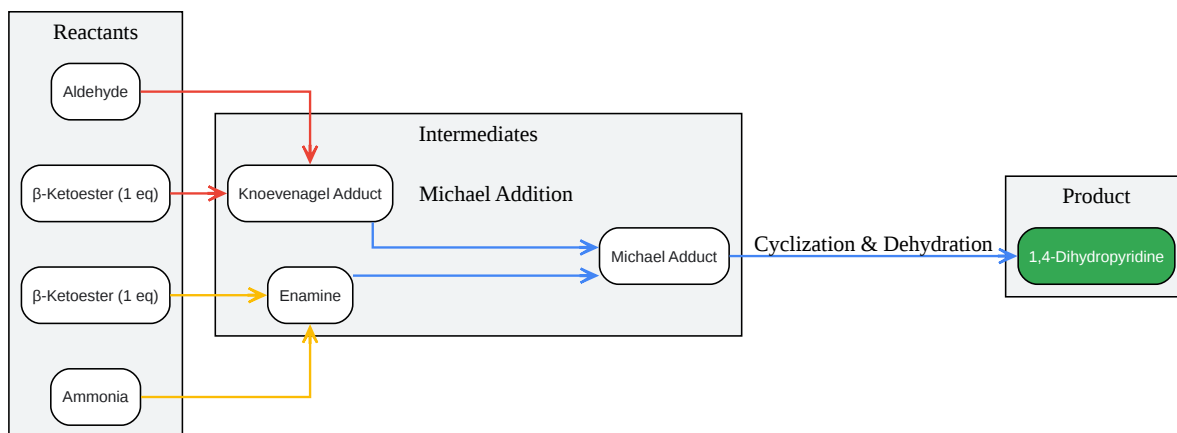 Reactants
Aldehyde
β-Ketoester (1 eq)
β-Ketoester (1 eq)
Ammonia
Intermediates
Knoevenagel Adduct
Michael Addition
Enamine
Michael Adduct
Cyclization & Dehydration
Product
1,4-Dihydropyridine